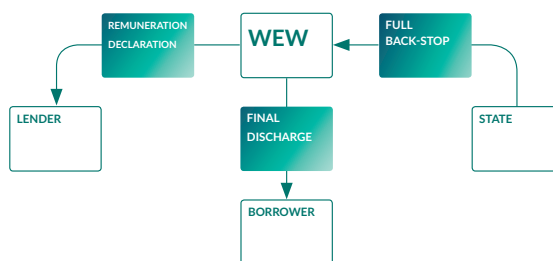 REMUNERATION
DECLARATION
WEW
FULL
BACK-STOP
LENDER
FINAL
DISCHARGE
STATE
BORROWER